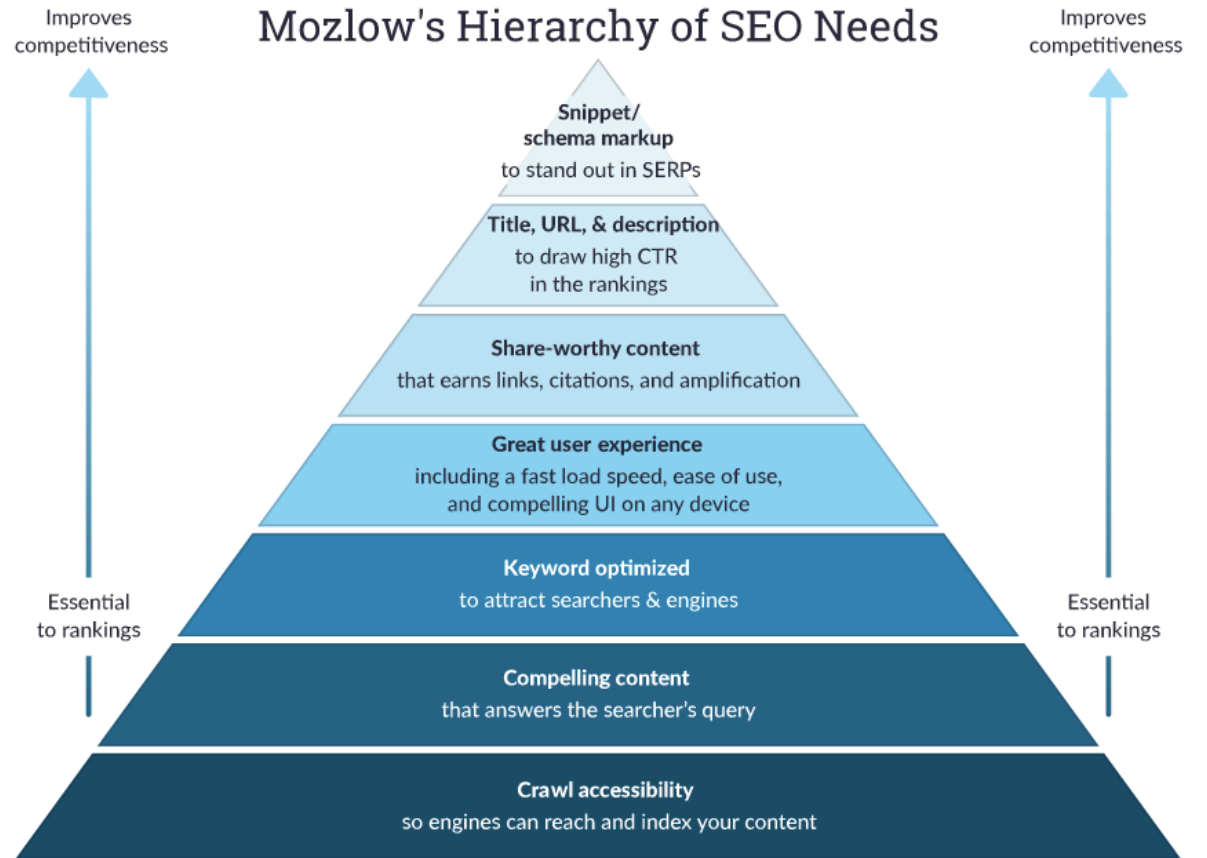 Mozlow's Hierarchy of SEO Needs
Improves
competitiveness
Improves
competitiveness
Snippet/
schema markup
to stand out in SERPs
Title, URL, & description
to draw high CTR
in the rankings
Share-worthy content
that earns links, citations, and amplification
Great user experience
including a fast load speed, ease of use,
and compelling UI on any device
Keyword optimized
to attract searchers & engines
Essential
to rankings
Essential
to rankings
Compelling content
that answers the searcher's query
Crawl accessibility
so engines can reach and index your content